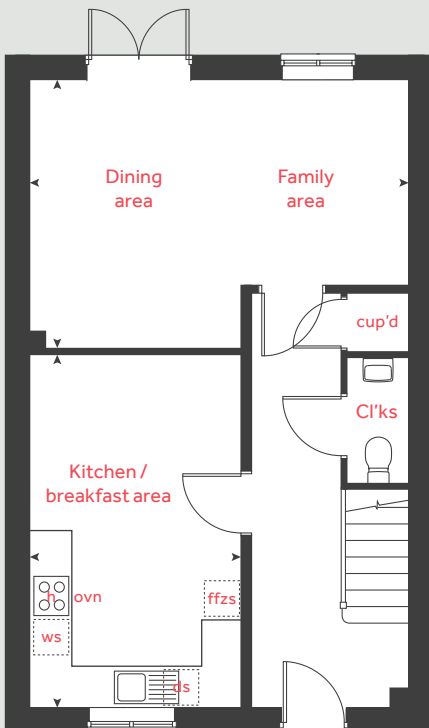 Dining
area
Family
area
cup'd
Cl'ks
Kitchen /
breakfast area
h
ovn
ffzs
ws
ds